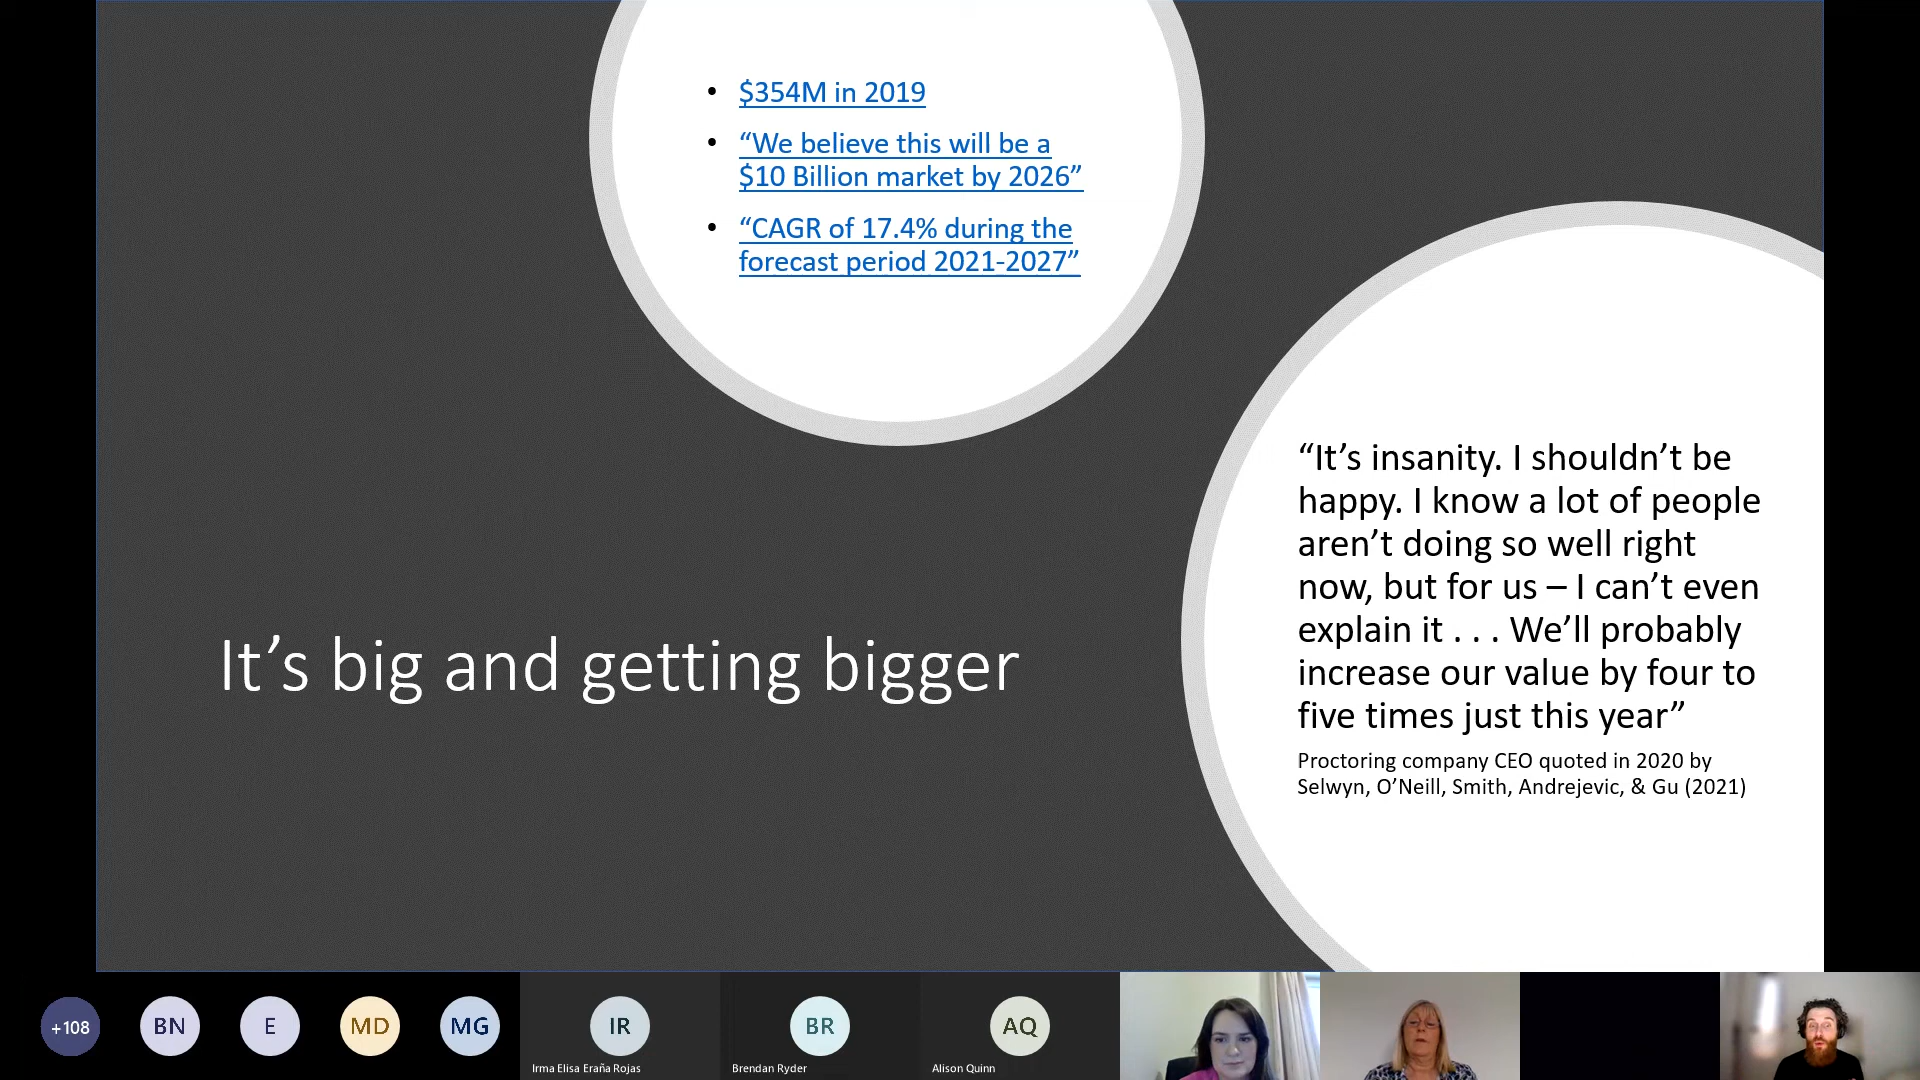 • $354M in 2019
• “We believe this will be a
$10 Billion market by 2026”
• “CAGR of 17.4% during the
forecast period 2021-2027”
“It’s insanity. I shouldn’t be
happy. I know a lot of people
aren’t doing so well right
now, but for us – I can’t even
explain it . . . We’ll probably
increase our value by four to
five times just this year”
Proctoring company CEO quoted in 2020 by
Selwyn, O’Neill, Smith, Andrejevic, & Gu (2021)
It’s big and getting bigger
+108
BN
E
MD
MG
IR
Irma Elisa Eraña Rojas
BR
Brendan Ryder
AQ
Alison Quinn